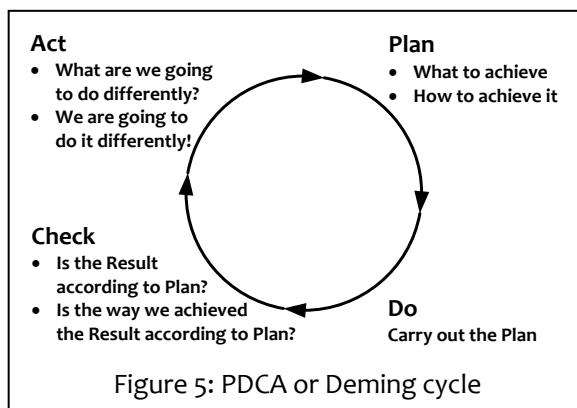 Act
• What are we going
to do differently?
• We are going to
do it differently!
Plan
• What to achieve
• How to achieve it
Check
• Is the Result
according to Plan?
• Is the way we achieved
the Result according to Plan?
Do
Carry out the Plan
Figure 5: PDCA or Deming cycle